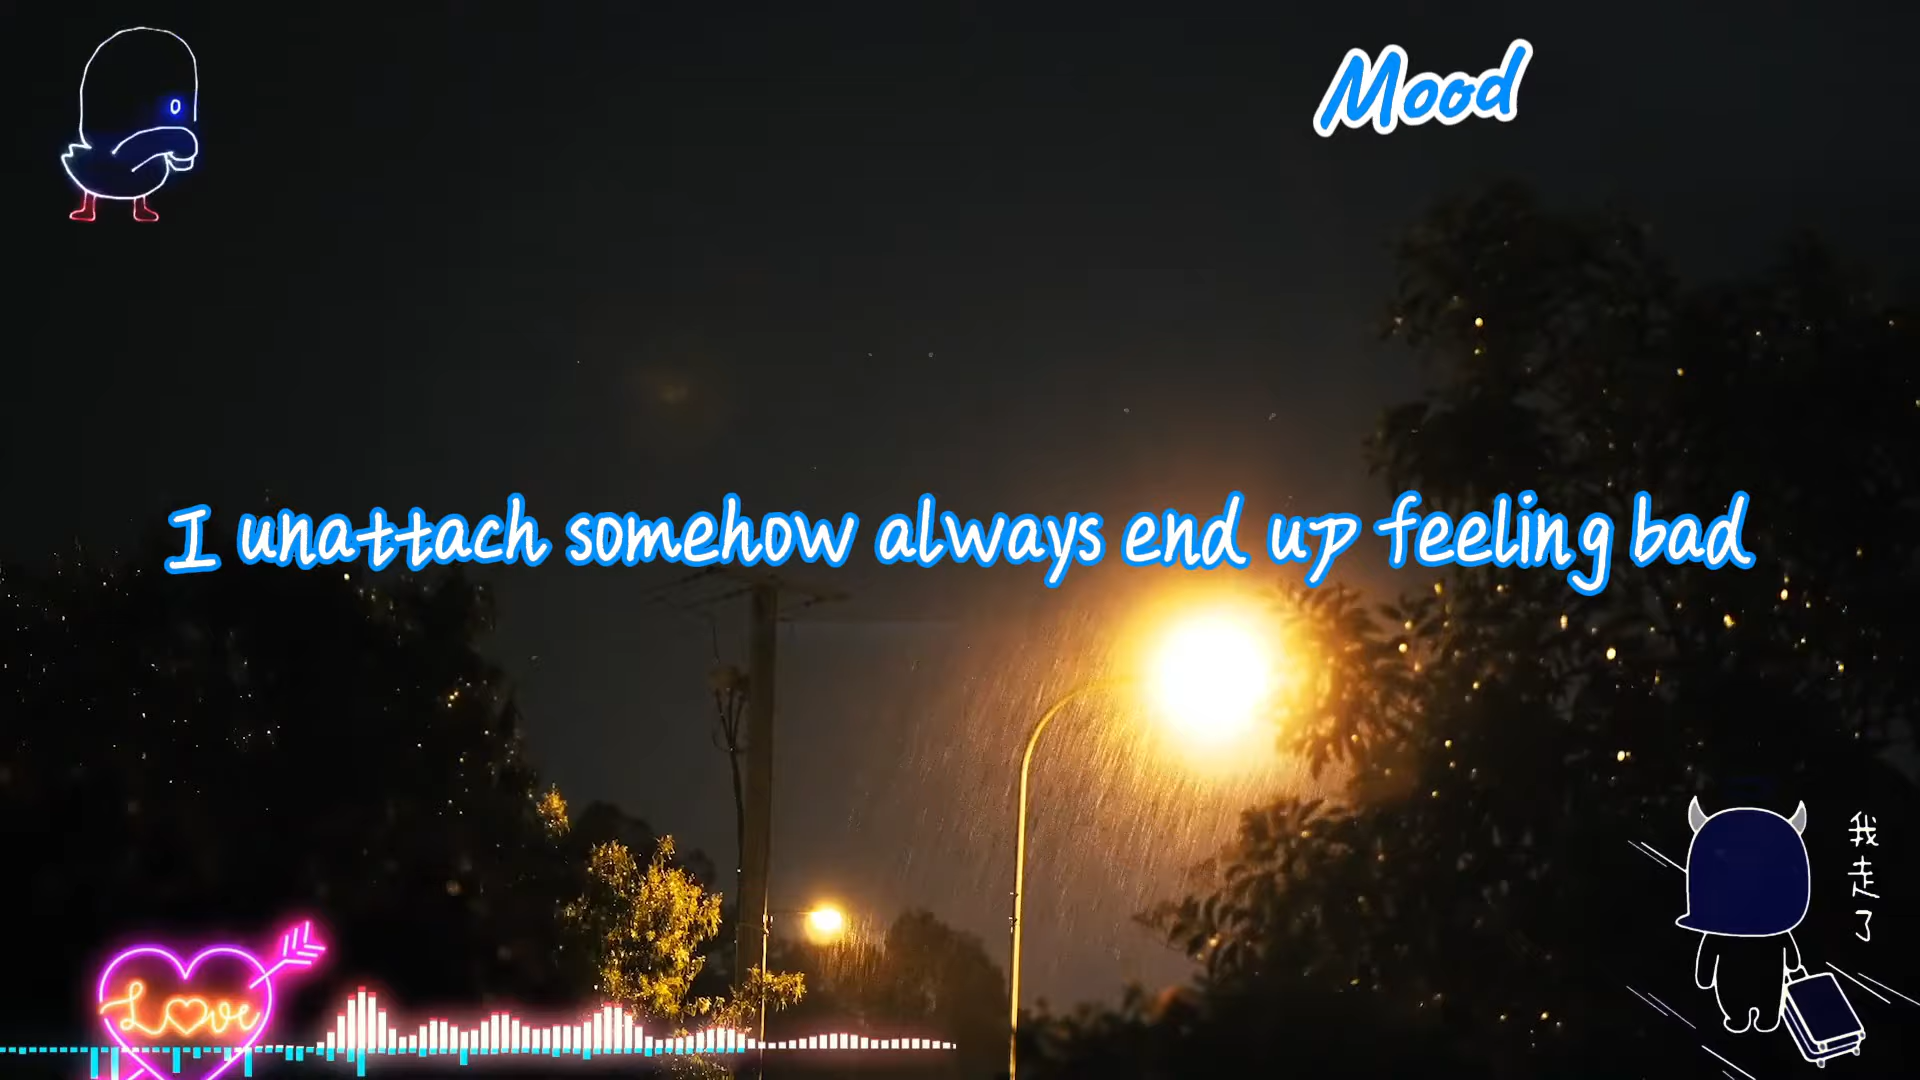 Mood
I unattach somehow always end up feeling bad
我走了
Love